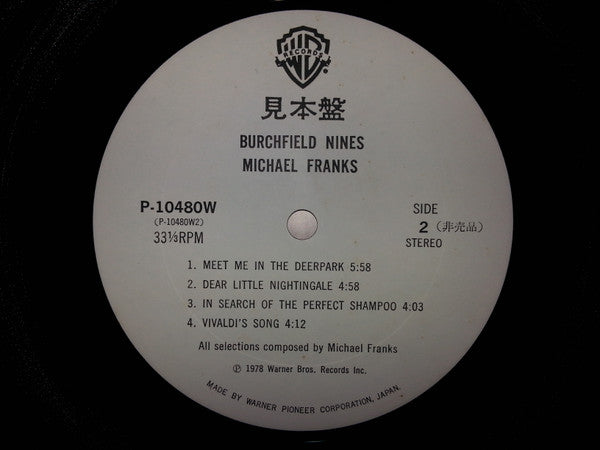 WB
RECORDS
見本盤
BURCHFIELD NINES
MICHAEL FRANKS
P-10480W
(P-10480W2)
33⅓RPM
SIDE
2 (非売品)
STEREO
1. MEET ME IN THE DEERPARK 5:58
2. DEAR LITTLE NIGHTINGALE 4:58
3. IN SEARCH OF THE PERFECT SHAMPOO 4:03
4. VIVALDI'S SONG 4:12
All selections composed by Michael Franks
℗ 1978 Warner Bros. Records Inc.
MADE BY WARNER PIONEER CORPORATION, JAPAN.